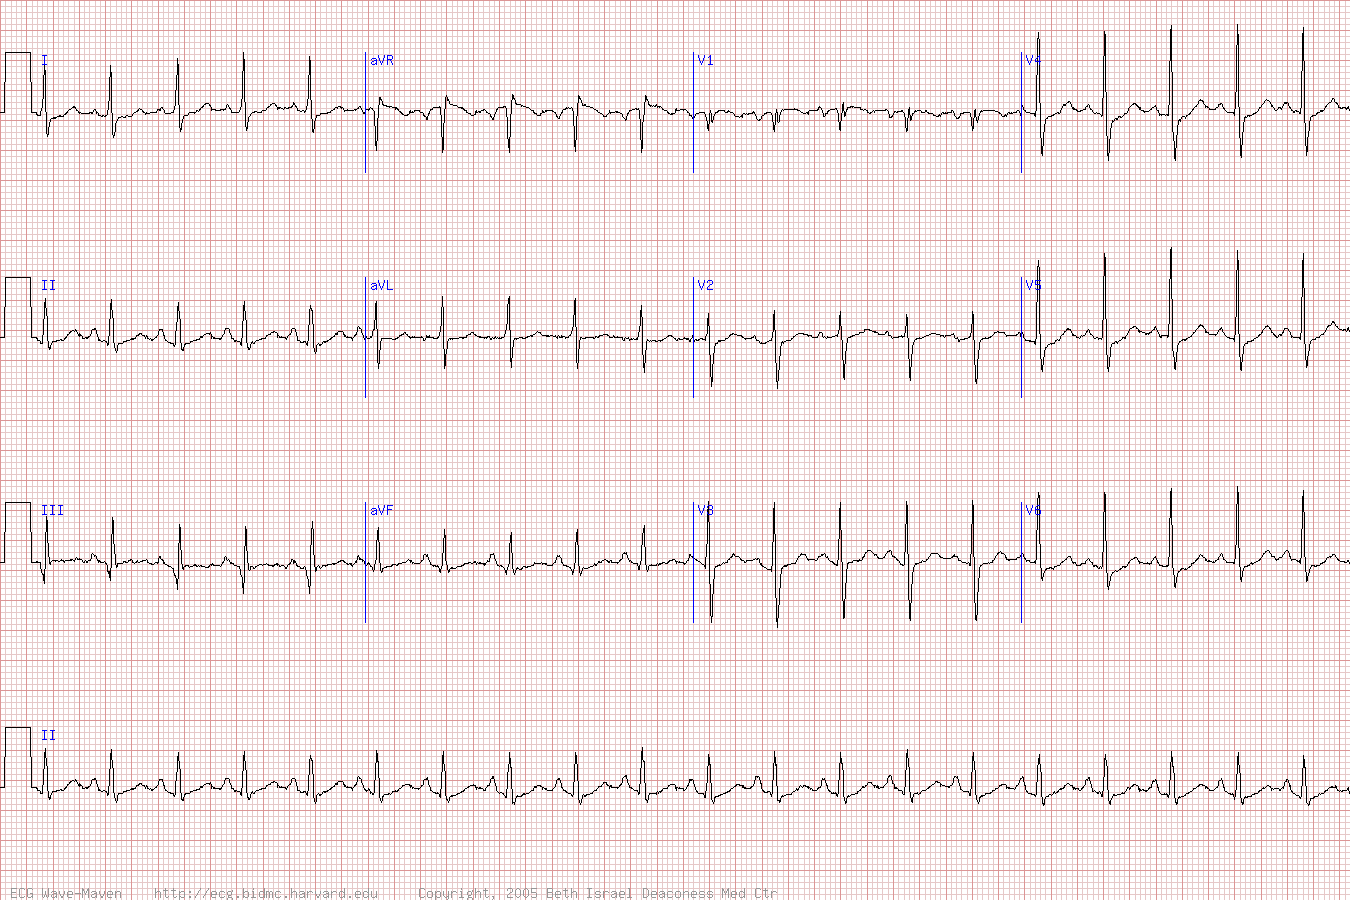 I aVR V1 V4
II aVL V2 V5
III aVF V3 V6
II
ECG Wave-Maven http://ecg.bidmc.harvard.edu Copyright, 2005 Beth Israel Deaconess Med Ctr